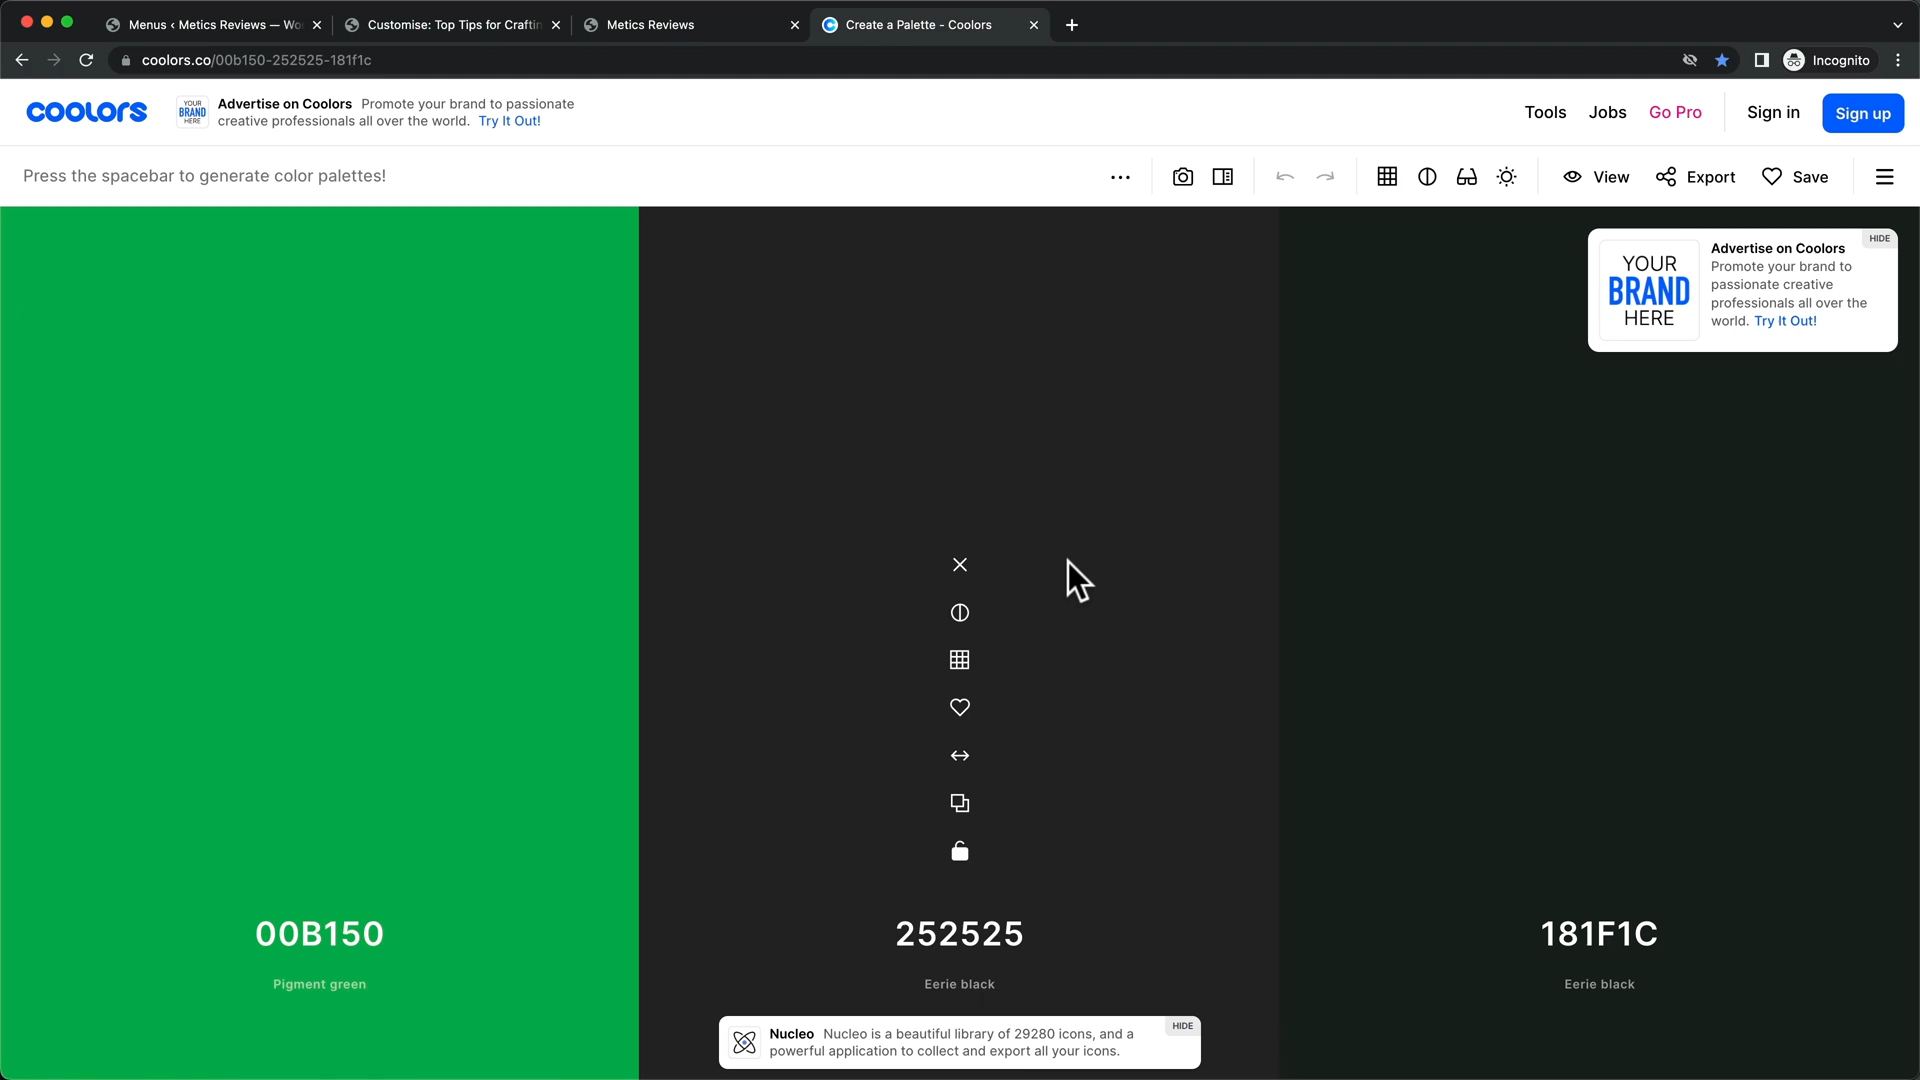 Menus ‹ Metics Reviews — Wo
Customise: Top Tips for Craftin
Metics Reviews
Create a Palette - Coolors
coolors.co/00b150-252525-181f1c
Incognito
coolors
YOUR
BRAND
HERE
Advertise on Coolors Promote your brand to passionate
creative professionals all over the world. Try It Out!
Tools
Jobs
Go Pro
Sign in
Sign up
Press the spacebar to generate color palettes!
View
Export
Save
HIDE
YOUR
BRAND
HERE
Advertise on Coolors
Promote your brand to
passionate creative
professionals all over the
world. Try It Out!
00B150
Pigment green
252525
Eerie black
181F1C
Eerie black
HIDE
Nucleo Nucleo is a beautiful library of 29280 icons, and a
powerful application to collect and export all your icons.